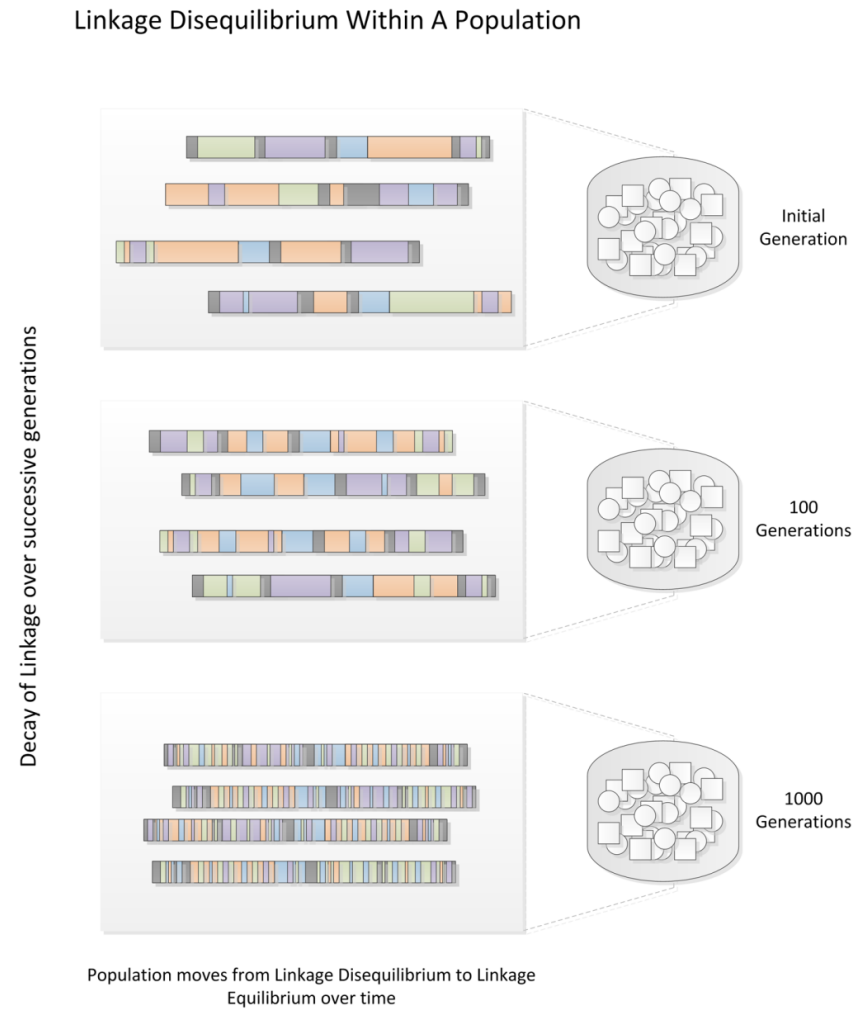 Linkage Disequilibrium Within A Population
Initial
Generation
Decay of Linkage over successive generations
100
Generations
1000
Generations
Population moves from Linkage Disequilibrium to Linkage
Equilibrium over time